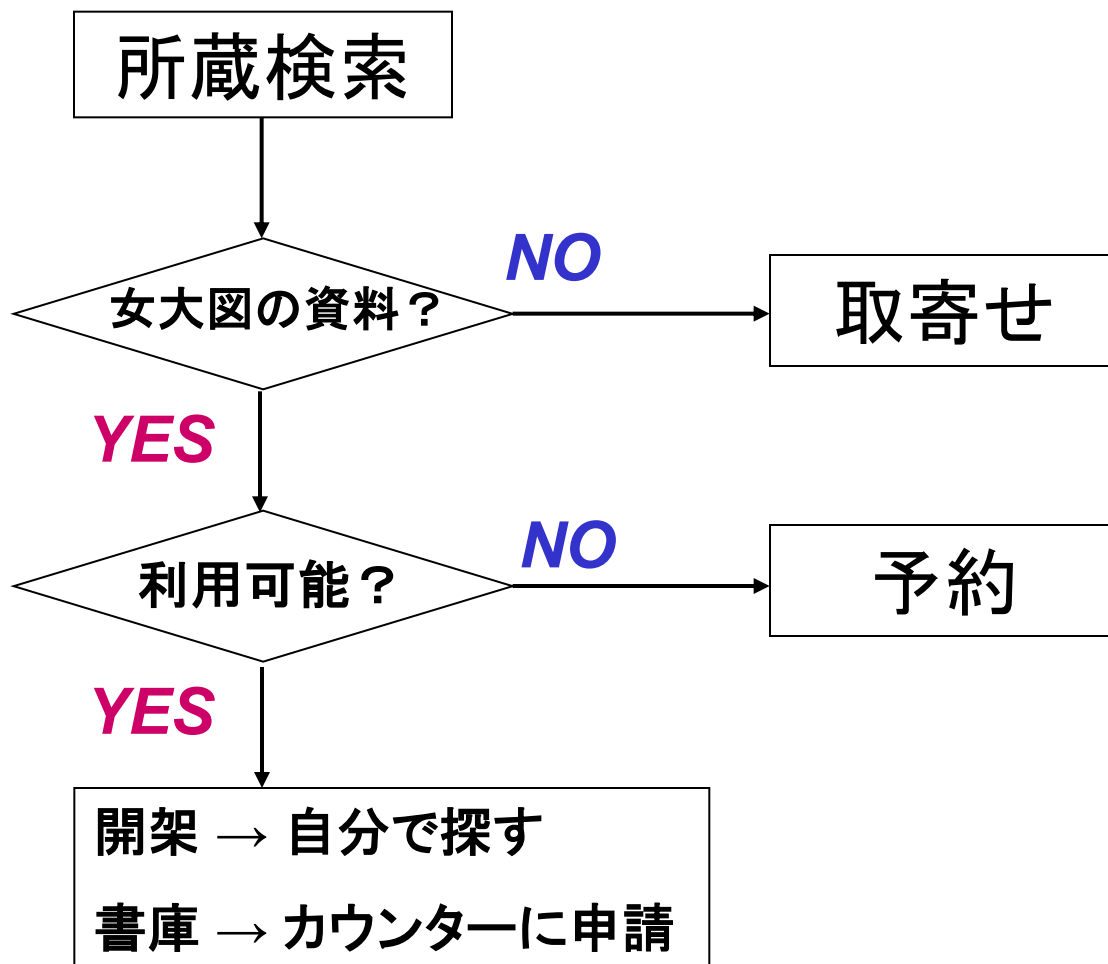 所蔵検索
女大図の資料？
NO
取寄せ
YES
利用可能？
NO
予約
YES
開架 → 自分で探す
書庫 → カウンターに申請